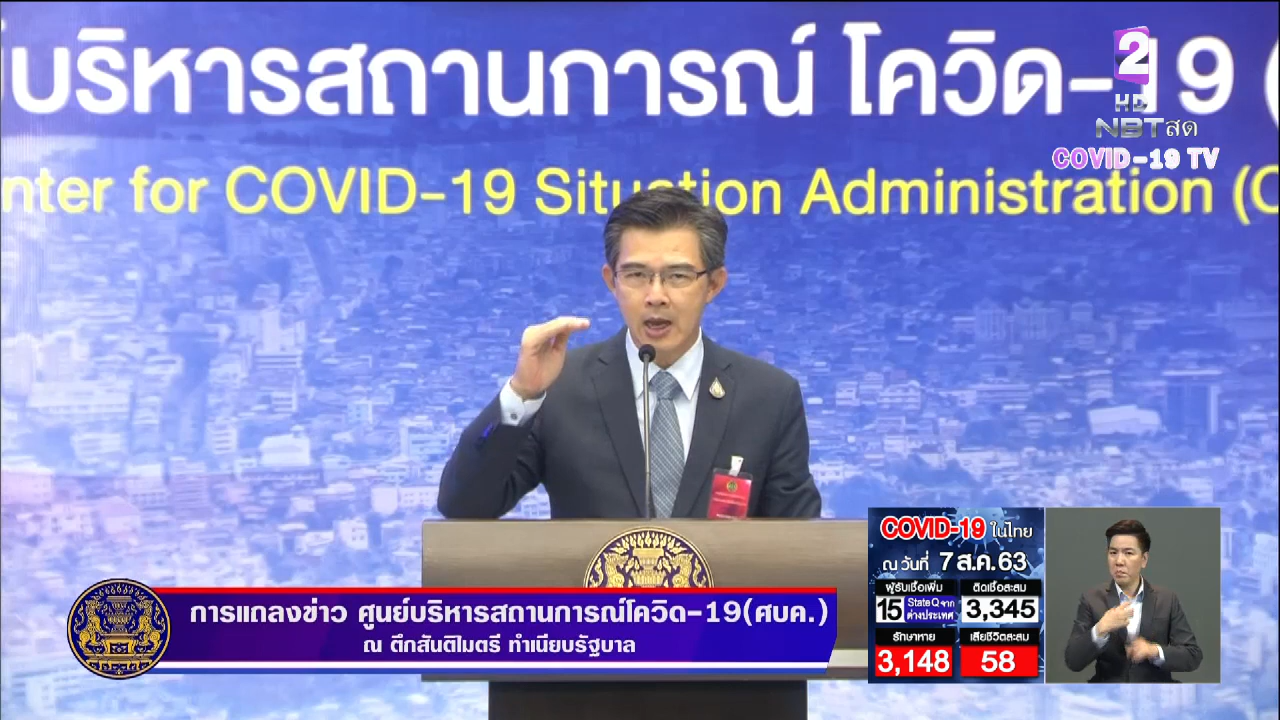 บริหารสถานการณ์ โควิด-19 (
nter for COVID-19 Situation Administration (C
2
HD
NBTสด
COVID-19 TV
COVID-19 ในไทย
ณ วันที่ 7 ส.ค. 63
ผู้ติดเชื้อเพิ่ม ติดเชื้อสะสม
15 State Q จากต่างประเทศ 3,345
รักษาหาย เสียชีวิตสะสม
3,148 58
การแถลงข่าว ศูนย์บริหารสถานการณ์โควิด-19(ศบค.)
ณ ตึกสันติไมตรี ทำเนียบรัฐบาล